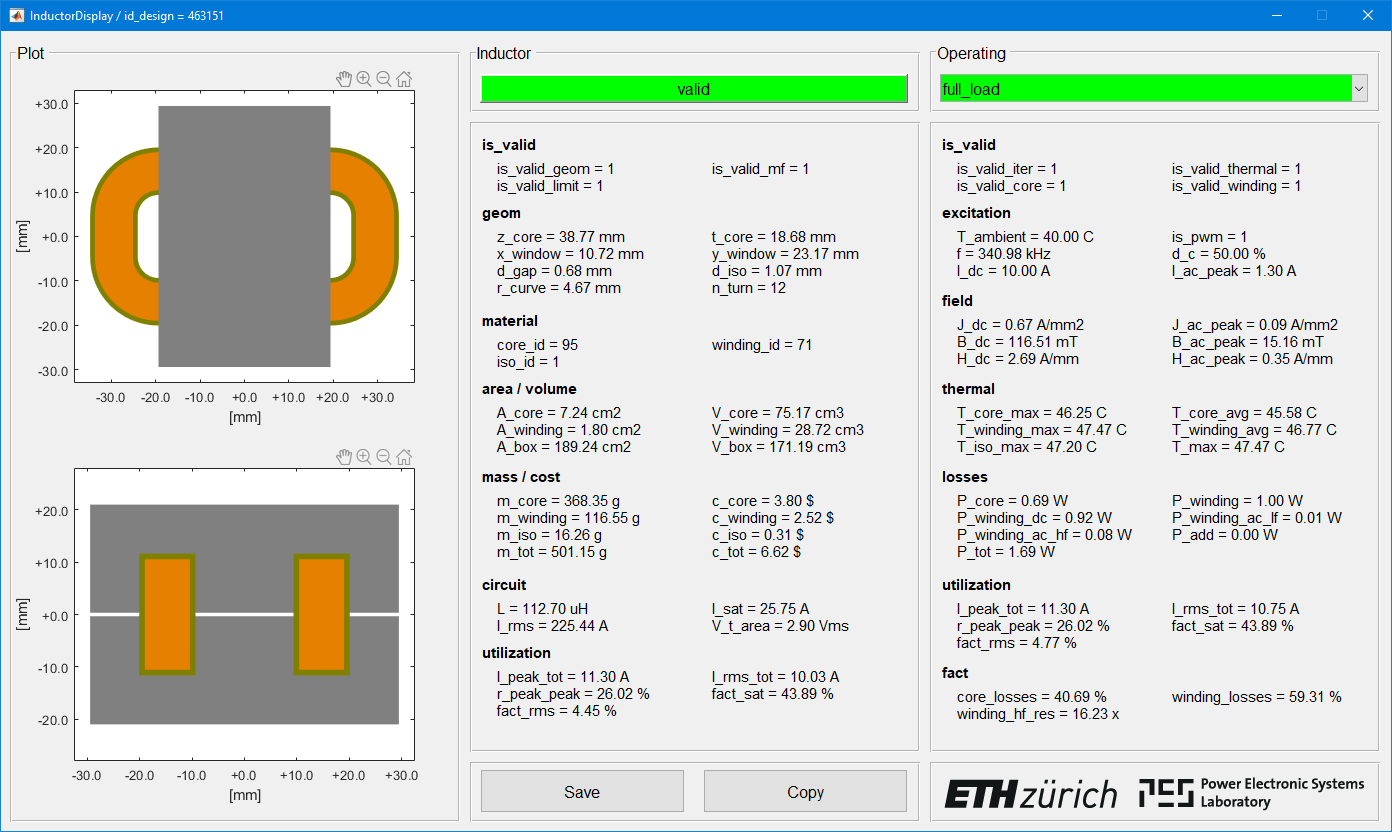 InductorDisplay / id_design = 463151
Plot
+30.0
+20.0
+10.0
+0.0
-10.0
-20.0
-30.0
[mm]
-30.0 -20.0 -10.0 +0.0 +10.0 +20.0 +30.0
[mm]
+20.0
+10.0
+0.0
-10.0
-20.0
[mm]
-30.0 -20.0 -10.0 +0.0 +10.0 +20.0 +30.0
[mm]
Inductor
valid
is_valid
is_valid_geom = 1 is_valid_mf = 1
is_valid_limit = 1
geom
z_core = 38.77 mm t_core = 18.68 mm
x_window = 10.72 mm y_window = 23.17 mm
d_gap = 0.68 mm d_iso = 1.07 mm
r_curve = 4.67 mm n_turn = 12
material
core_id = 95 winding_id = 71
iso_id = 1
area / volume
A_core = 7.24 cm2 V_core = 75.17 cm3
A_winding = 1.80 cm2 V_winding = 28.72 cm3
A_box = 189.24 cm2 V_box = 171.19 cm3
mass / cost
m_core = 368.35 g c_core = 3.80 $
m_winding = 116.55 g c_winding = 2.52 $
m_iso = 16.26 g c_iso = 0.31 $
m_tot = 501.15 g c_tot = 6.62 $
circuit
L = 112.70 uH I_sat = 25.75 A
I_rms = 225.44 A V_t_area = 2.90 Vms
utilization
I_peak_tot = 11.30 A I_rms_tot = 10.03 A
r_peak_peak = 26.02 % fact_sat = 43.89 %
fact_rms = 4.45 %
Save Copy
Operating
full_load
is_valid
is_valid_iter = 1 is_valid_thermal = 1
is_valid_core = 1 is_valid_winding = 1
excitation
T_ambient = 40.00 C is_pwm = 1
f = 340.98 kHz d_c = 50.00 %
I_dc = 10.00 A I_ac_peak = 1.30 A
field
J_dc = 0.67 A/mm2 J_ac_peak = 0.09 A/mm2
B_dc = 116.51 mT B_ac_peak = 15.16 mT
H_dc = 2.69 A/mm H_ac_peak = 0.35 A/mm
thermal
T_core_max = 46.25 C T_core_avg = 45.58 C
T_winding_max = 47.47 C T_winding_avg = 46.77 C
T_iso_max = 47.20 C T_max = 47.47 C
losses
P_core = 0.69 W P_winding = 1.00 W
P_winding_dc = 0.92 W P_winding_ac_lf = 0.01 W
P_winding_ac_hf = 0.08 W P_add = 0.00 W
P_tot = 1.69 W
utilization
I_peak_tot = 11.30 A I_rms_tot = 10.75 A
r_peak_peak = 26.02 % fact_sat = 43.89 %
fact_rms = 4.77 %
fact
core_losses = 40.69 % winding_losses = 59.31 %
winding_hf_res = 16.23 x
ETH zürich PES Power Electronic Systems
Laboratory